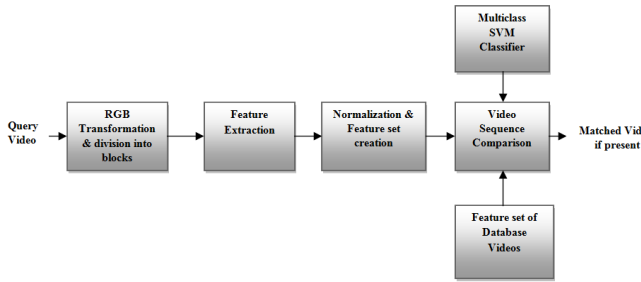 Multiclass
SVM
Classifier
Query
Video
RGB
Transformation
& division into
blocks
Feature
Extraction
Normalization &
Feature set
creation
Video
Sequence
Comparison
Matched Vid
if present
Feature set of
Database
Videos